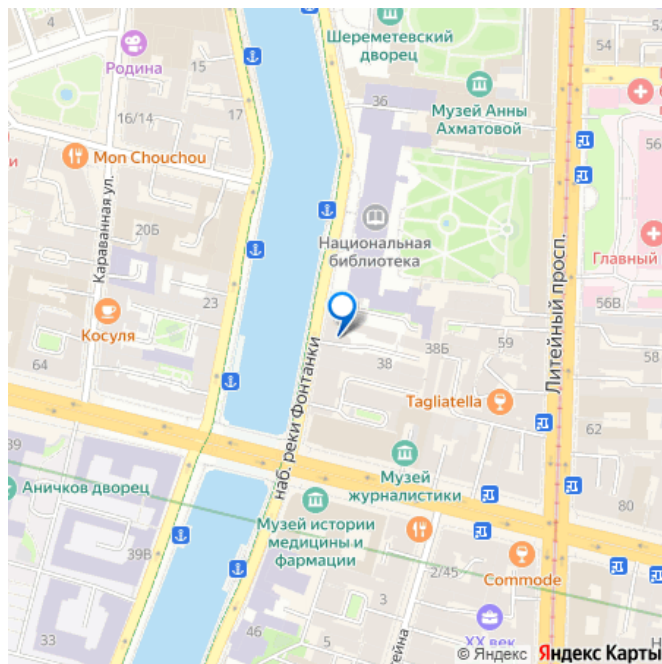 4
Родина
15
16/14
17
Mon Chouchou
и
Караванная ул.
20Б
23
Косуля
64
Шереметевский
дворец
36
Музей Анны
Ахматовой
54
56
Национальная
библиотека
Главный
56В
Литейный просп.
38
38Б
59
Tagliatella
62
наб. реки Фонтанки
39
Аничков дворец
Музей
журналистики
80
Музей истории
медицины и
фармации
39В
2/45
Commode
3
5
46
33
XX век
Н
© Яндекс
Яндекс Карты